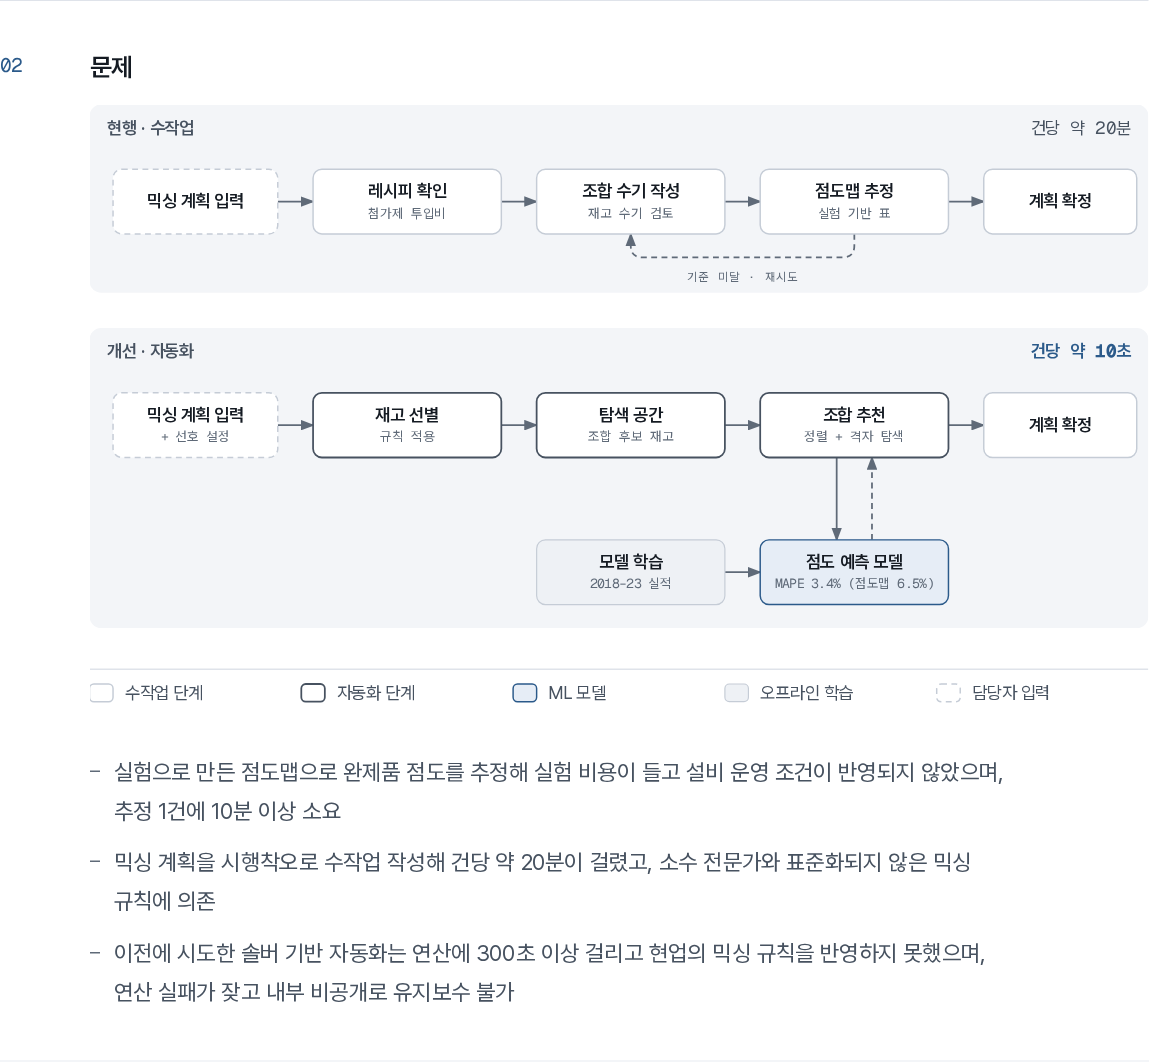 02
문제
현행 · 수작업
건당 약 20분
믹싱 계획 입력
레시피 확인
첨가제 투입비
조합 수기 작성
재고 수기 검토
점도맵 추정
실험 기반 표
계획 확정
기준 미달 · 재시도
개선 · 자동화
건당 약 10초
믹싱 계획 입력
+ 선호 설정
재고 선별
규칙 적용
탐색 공간
조합 후보 재고
조합 추천
정렬 + 격자 탐색
계획 확정
모델 학습
2018-23 실적
점도 예측 모델
MAPE 3.4% (점도맵 6.5%)
수작업 단계
자동화 단계
ML 모델
오프라인 학습
담당자 입력
– 실험으로 만든 점도맵으로 완제품 점도를 추정해 실험 비용이 들고 설비 운영 조건이 반영되지 않았으며,
추정 1건에 10분 이상 소요
– 믹싱 계획을 시행착오로 수작업 작성해 건당 약 20분이 걸렸고, 소수 전문가와 표준화되지 않은 믹싱
규칙에 의존
– 이전에 시도한 솔버 기반 자동화는 연산에 300초 이상 걸리고 현업의 믹싱 규칙을 반영하지 못했으며,
연산 실패가 잦고 내부 비공개로 유지보수 불가